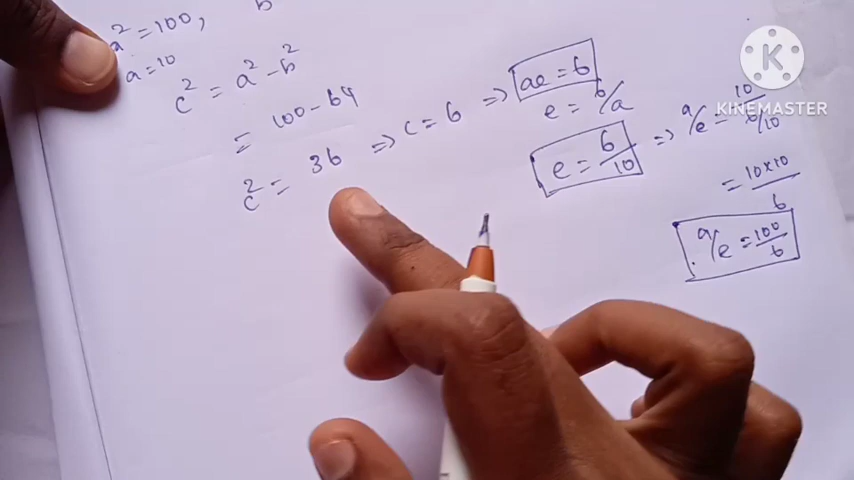 a² = 100, b
a = 10
c² = a² - b²
= 100 - 64
c² = 36 => c = 6 => ae = 6
e = 6/a
e = 6/10 => a/e = 10/6/10
= 10×10/6
a/e = 100/6
KINEMASTER